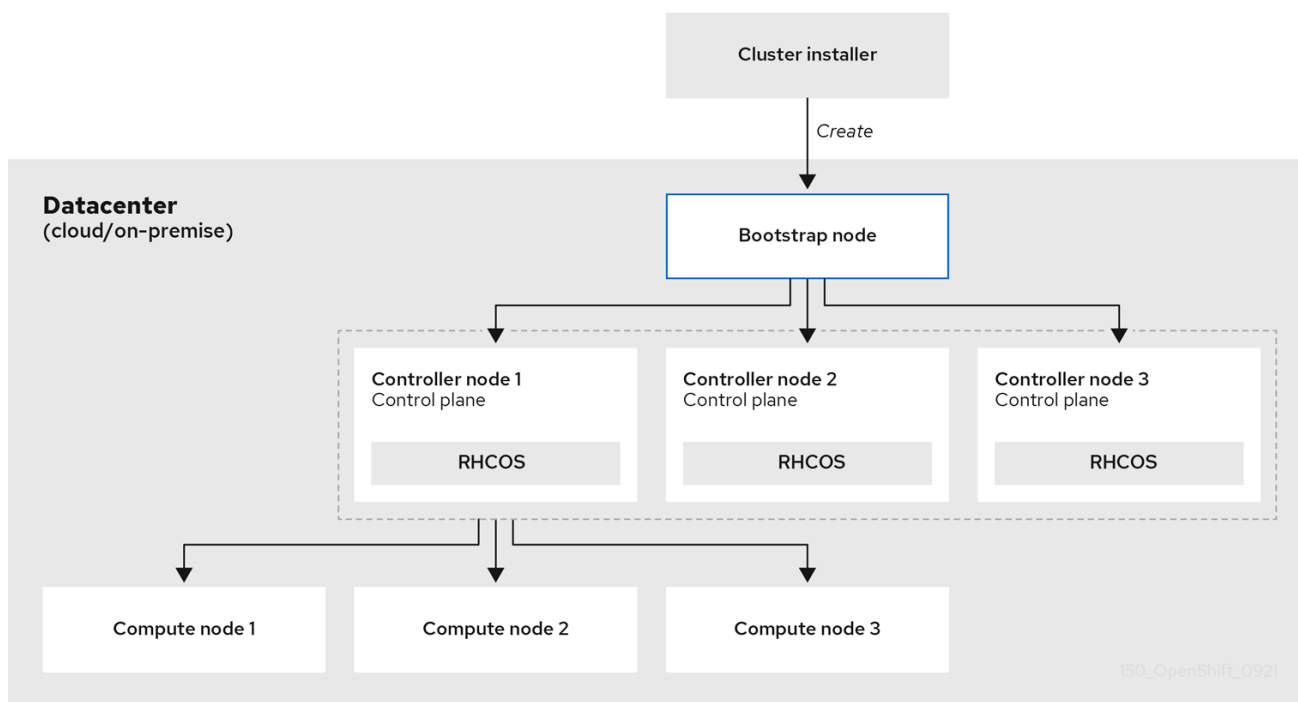 Cluster installer
Create
Datacenter
(cloud/on-premise)
Bootstrap node
Controller node 1
Control plane
RHCOS
Controller node 2
Control plane
RHCOS
Controller node 3
Control plane
RHCOS
Compute node 1
Compute node 2
Compute node 3
150_OpenShift_0921